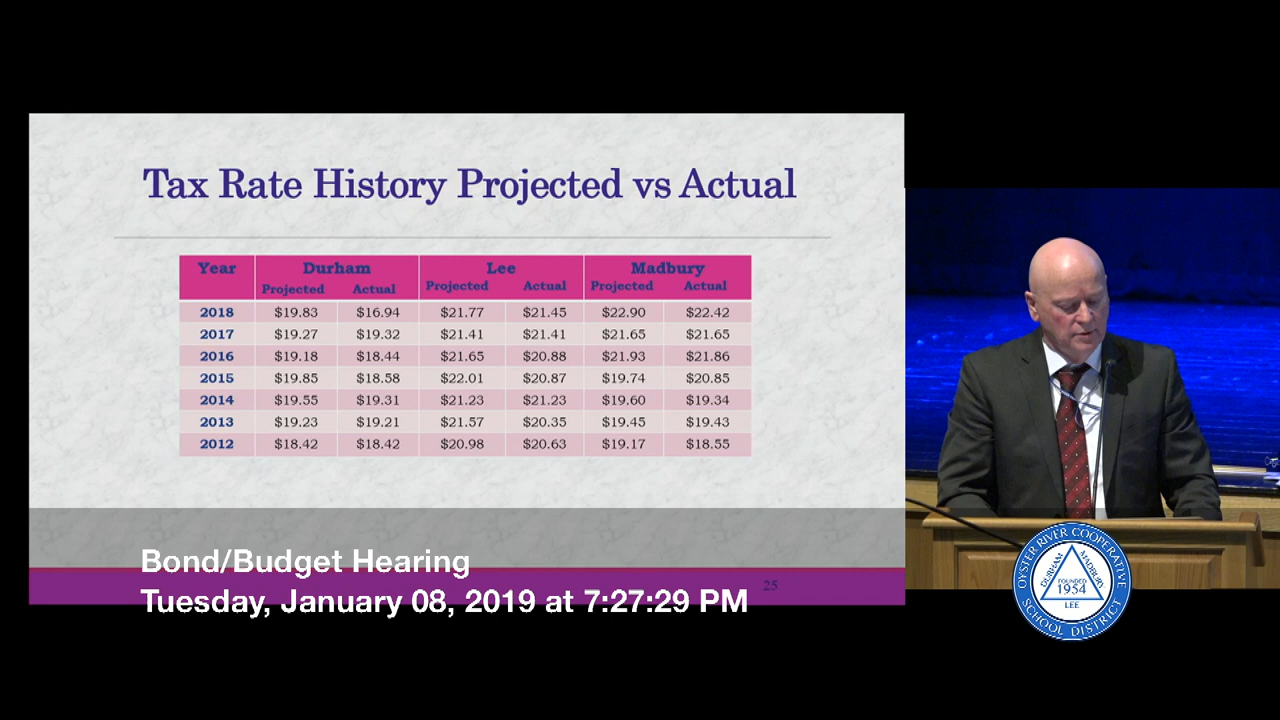 Tax Rate History Projected vs Actual
Year Durham Lee Madbury
Projected Actual Projected Actual Projected Actual
2018 $19.83 $16.94 $21.77 $21.45 $22.90 $22.42
2017 $19.27 $19.32 $21.41 $21.41 $21.65 $21.65
2016 $19.18 $18.44 $21.65 $20.88 $21.93 $21.86
2015 $19.85 $18.58 $22.01 $20.87 $19.74 $20.85
2014 $19.55 $19.31 $21.23 $21.23 $19.60 $19.34
2013 $19.23 $19.21 $21.57 $20.35 $19.45 $19.43
2012 $18.42 $18.42 $20.98 $20.63 $19.17 $18.55
Bond/Budget Hearing
25
Tuesday, January 08, 2019 at 7:27:29 PM
OYSTER RIVER COOPERATIVE
DURHAM MADBURY
FOUNDED
1954
LEE
SCHOOL DISTRICT